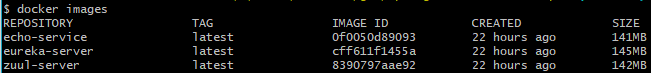 $ docker images
REPOSITORY TAG IMAGE ID CREATED SIZE
echo-service latest 0f0050d89093 22 hours ago 141MB
eureka-server latest cff611f1455a 22 hours ago 145MB
zuul-server latest 8390797aae92 22 hours ago 142MB